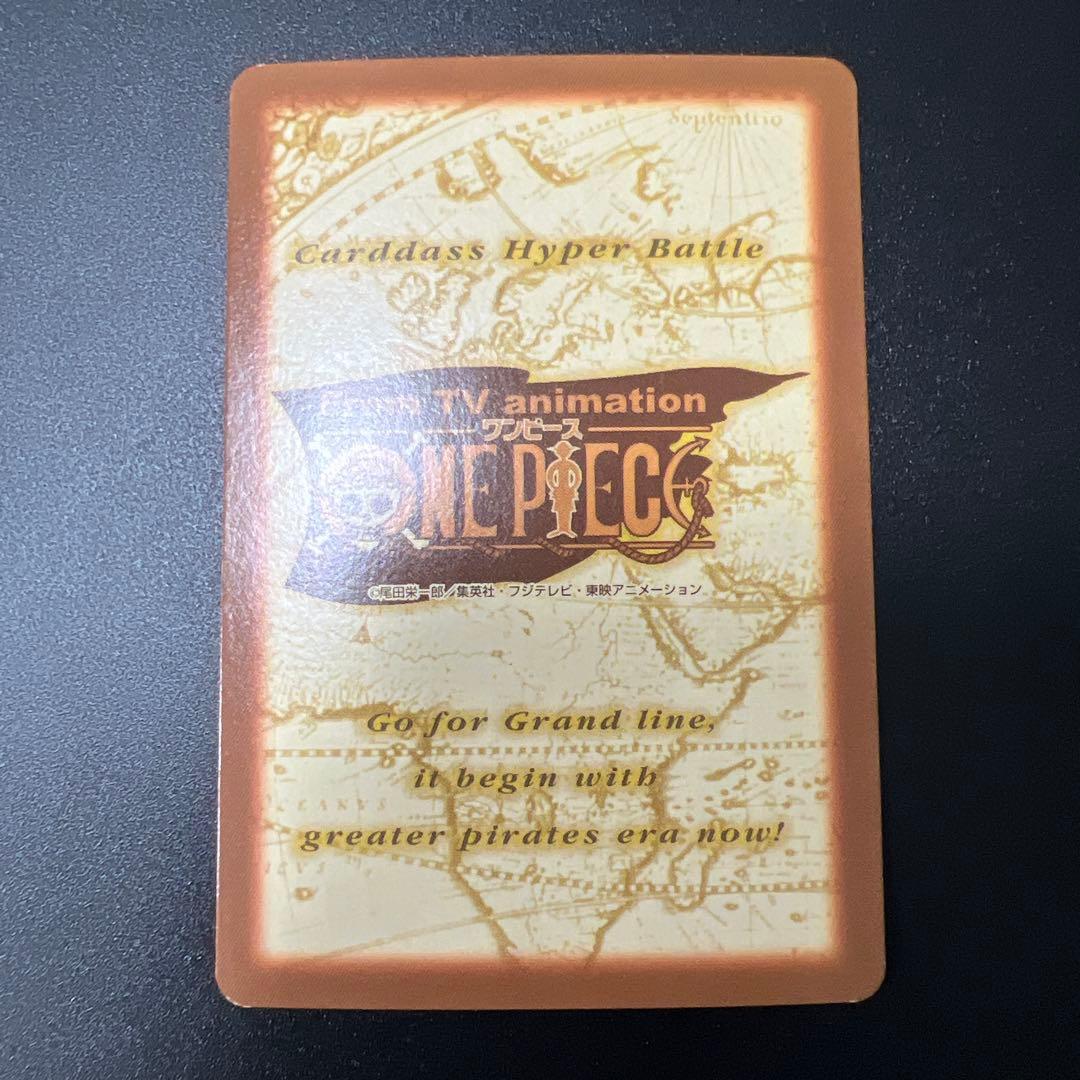 Septentrio
Carddass Hyper Battle
From TV animation
ワンピース
ONE PIECE
©尾田栄一郎／集英社・フジテレビ・東映アニメーション
Go for Grand line,
it begin with
greater pirates era now!